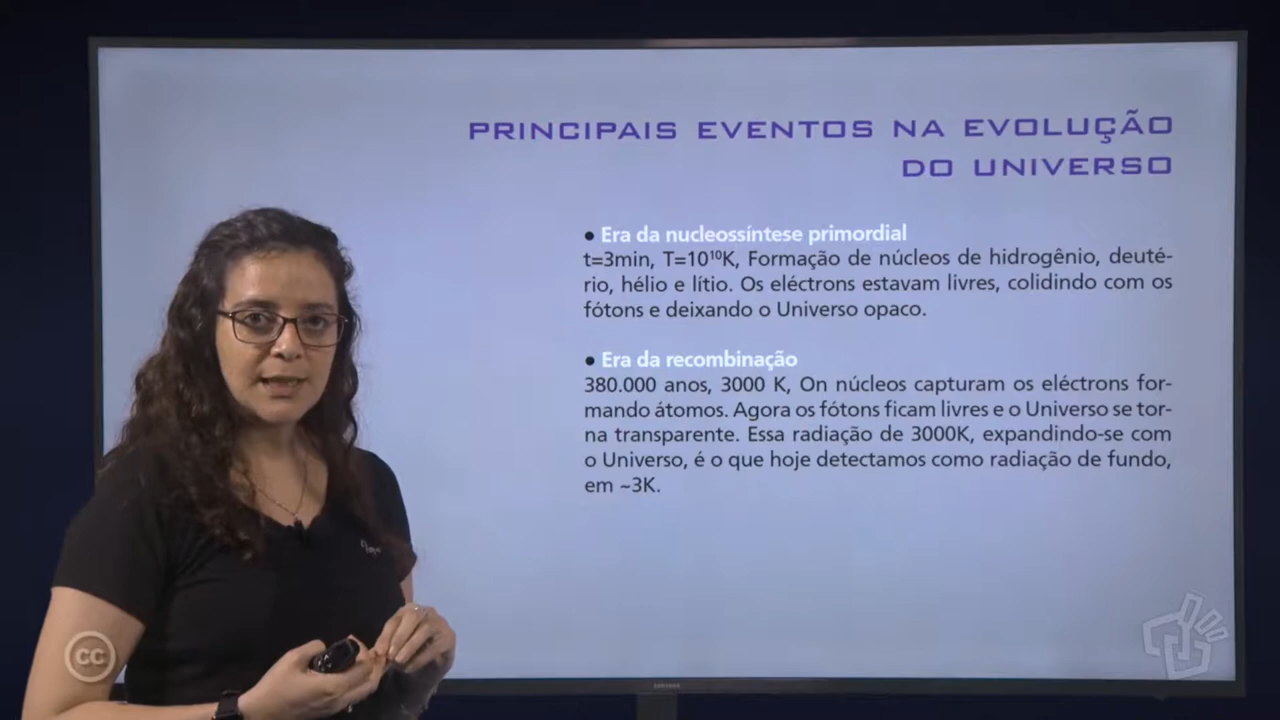 PRINCIPAIS EVENTOS NA EVOLUÇÃO
DO UNIVERSO
• Era da nucleossíntese primordial
t=3min, T=10¹⁰K, Formação de núcleos de hidrogênio, deuté-
rio, hélio e lítio. Os eléctrons estavam livres, colidindo com os
fótons e deixando o Universo opaco.
• Era da recombinação
380.000 anos, 3000 K, On núcleos capturam os eléctrons for-
mando átomos. Agora os fótons ficam livres e o Universo se tor-
na transparente. Essa radiação de 3000K, expandindo-se com
o Universo, é o que hoje detectamos como radiação de fundo,
em ~3K.
cc
SAMSUNG